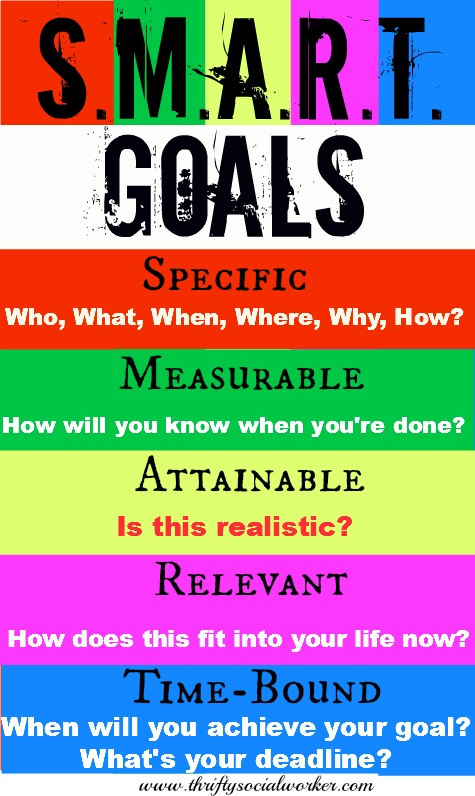 S.M.A.R.T.
GOALS
Specific
Who, What, When, Where, Why, How?
Measurable
How will you know when you're done?
Attainable
Is this realistic?
Relevant
How does this fit into your life now?
Time-Bound
When will you achieve your goal?
What's your deadline?
www.thriftysocialworker.com